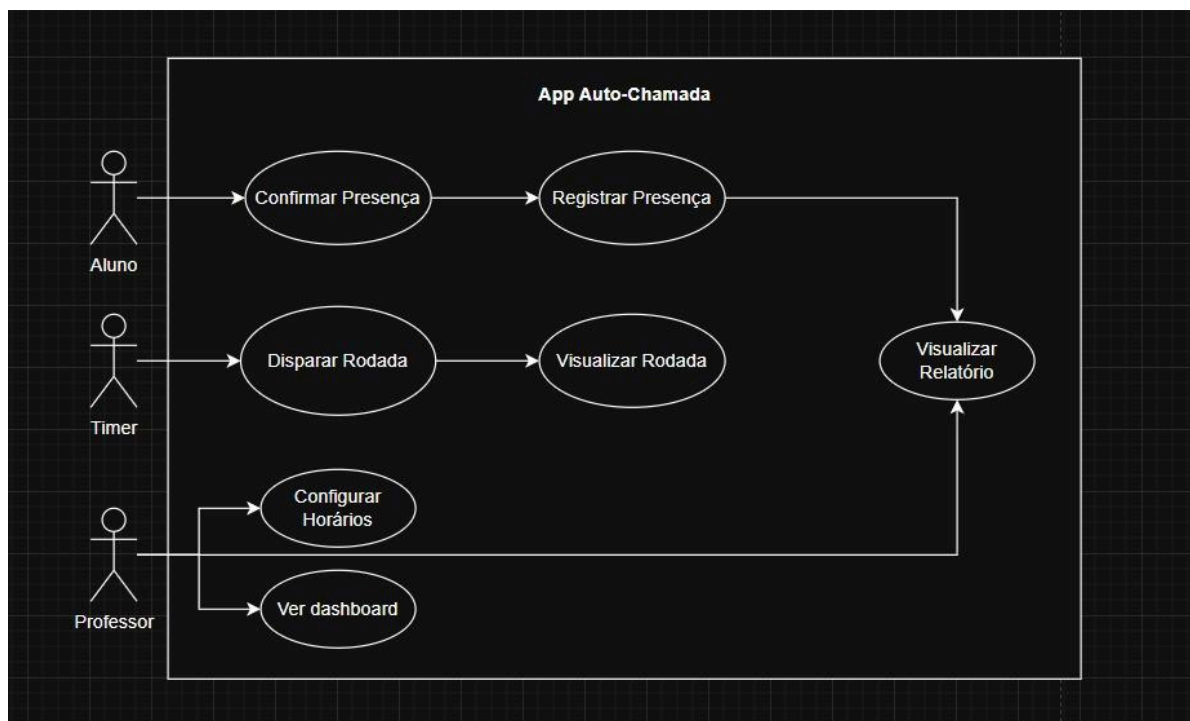 App Auto-Chamada
Confirmar Presença
Registrar Presença
Aluno
Disparar Rodada
Visualizar Rodada
Visualizar
Relatório
Timer
Configurar
Horários
Ver dashboard
Professor